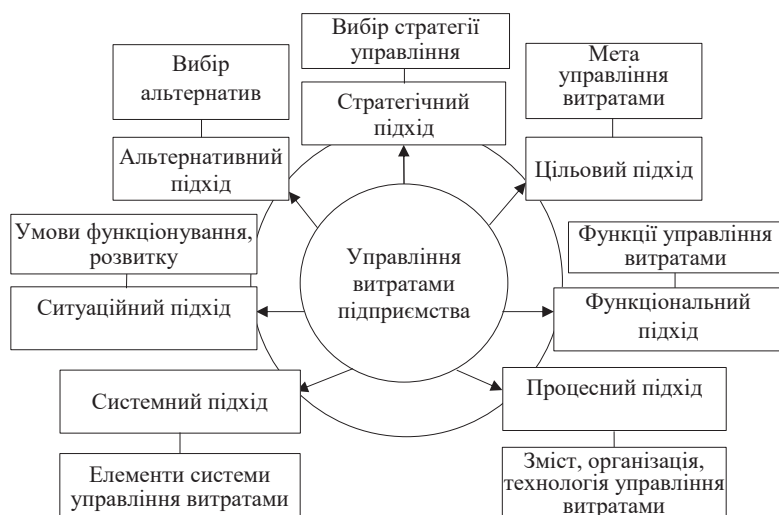 Вибір стратегії
управління
Стратегічний
підхід
Вибір
альтернатив
Альтернативний
підхід
Мета
управління
витратами
Цільовий підхід
Умови функціонування,
розвитку
Ситуаційний підхід
Управління
витратами
підприємства
Функції управління
витратами
Функціональний
підхід
Системний підхід
Елементи системи
управління витратами
Процесний підхід
Зміст, організація,
технологія управління
витратами